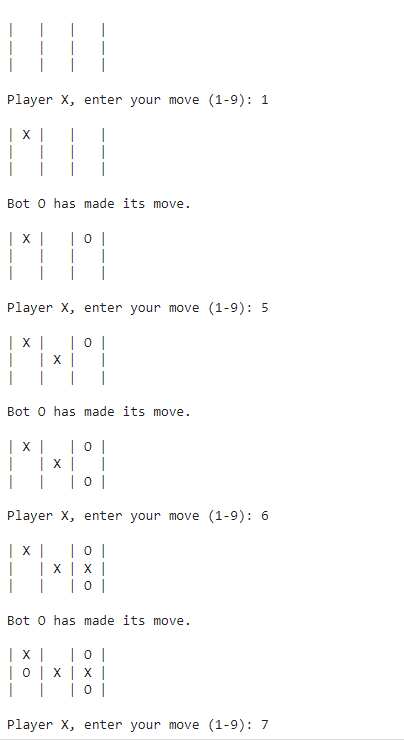 |   |   |   |
|   |   |   |
|   |   |   |
Player X, enter your move (1-9): 1
| X |   |   |
|   |   |   |
|   |   |   |
Bot O has made its move.
| X |   | O |
|   |   |   |
|   |   |   |
Player X, enter your move (1-9): 5
| X |   | O |
|   | X |   |
|   |   |   |
Bot O has made its move.
| X |   | O |
|   | X |   |
|   |   | O |
Player X, enter your move (1-9): 6
| X |   | O |
|   | X | X |
|   |   | O |
Bot O has made its move.
| X |   | O |
| O | X | X |
|   |   | O |
Player X, enter your move (1-9): 7